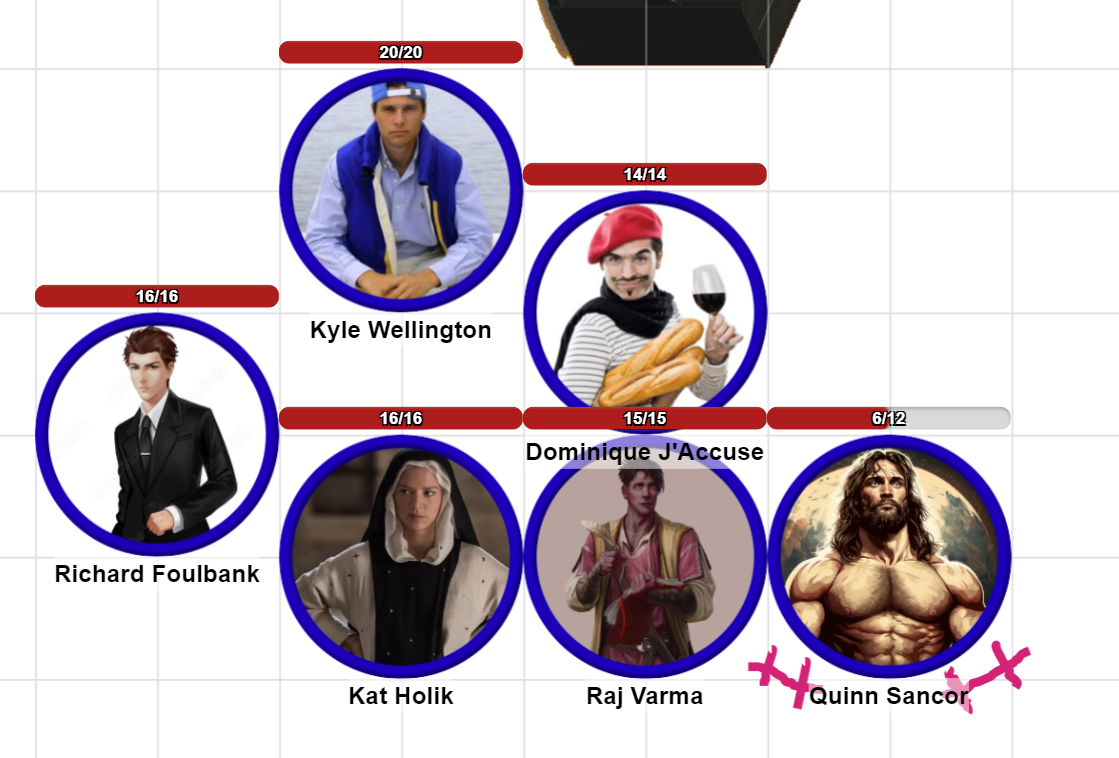 20/20
Kyle Wellington
14/14
Dominique J'Accuse
16/16
Richard Foulbank
16/16
Kat Holik
15/15
Raj Varma
6/12
Quinn Sancor